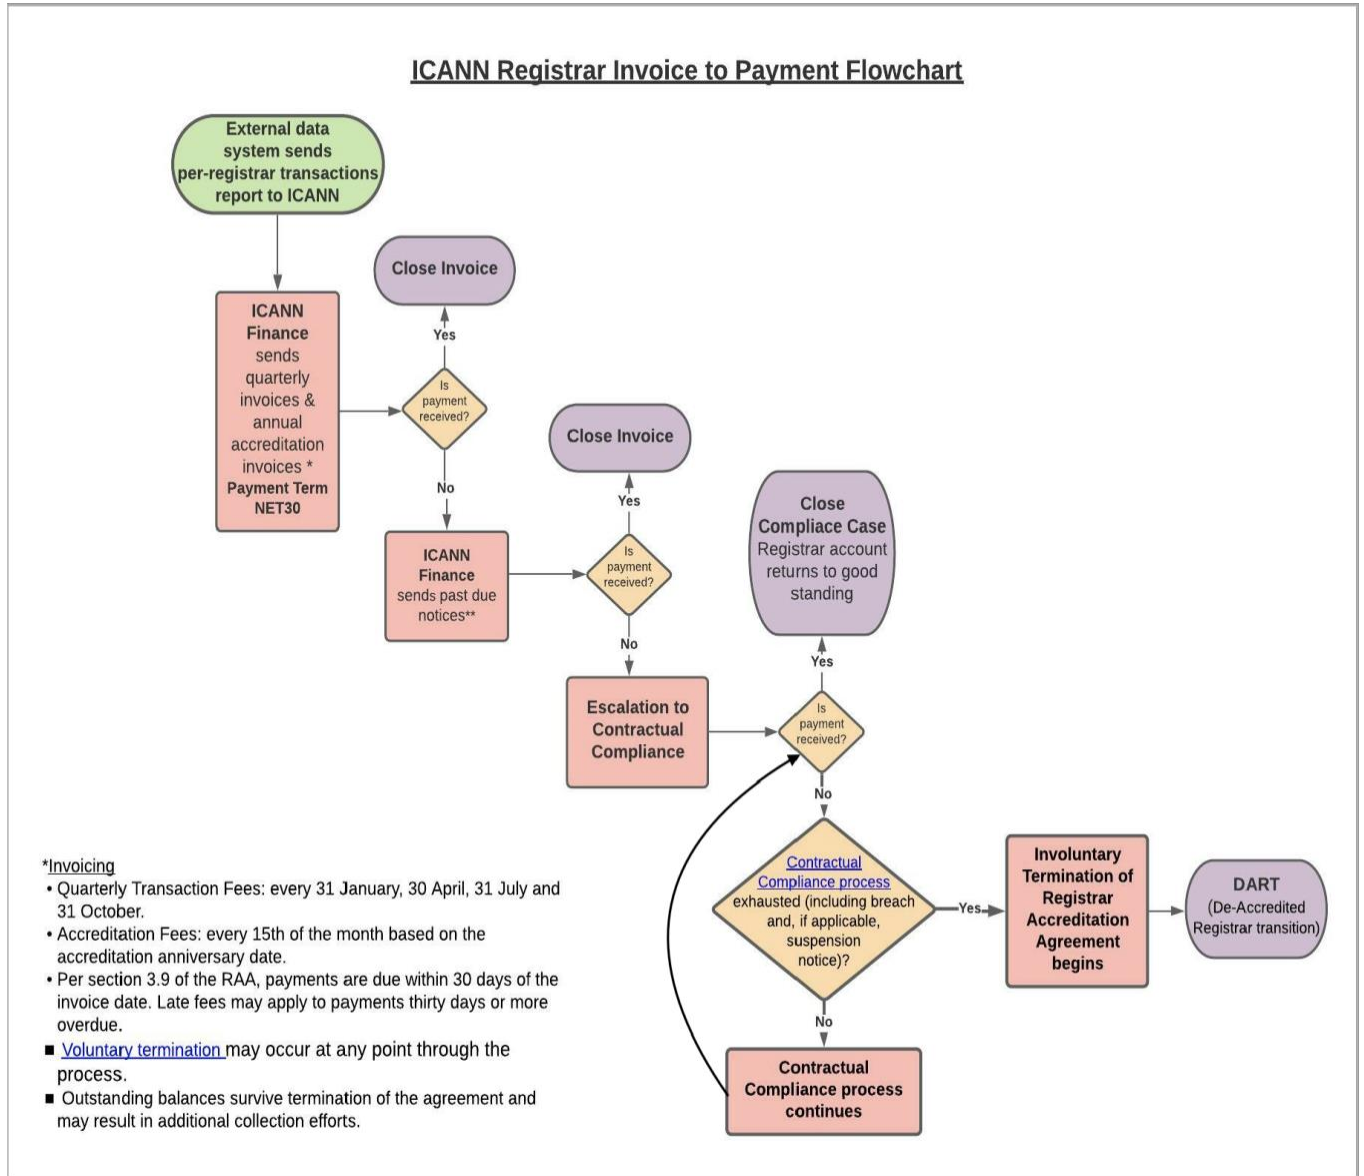 ICANN Registrar Invoice to Payment Flowchart
External data
system sends
per-registrar transactions
report to ICANN
Close Invoice
Yes
ICANN
Finance
sends
quarterly
invoices &
annual
accreditation
invoices *
Payment Term
NET30
Is
payment
received?
No
Close Invoice
Yes
ICANN
Finance
sends past due
notices**
Is
payment
received?
No
Close
Compliace Case
Registrar account
returns to good
standing
Yes
Escalation to
Contractual
Compliance
Is
payment
received?
No
Contractual
Compliance process
exhausted (including breach
and, if applicable,
suspension
notice)?
Yes
Involuntary
Termination of
Registrar
Accreditation
Agreement
begins
DART
(De-Accredited
Registrar transition)
No
Contractual
Compliance process
continues
*Invoicing
• Quarterly Transaction Fees: every 31 January, 30 April, 31 July and
31 October.
• Accreditation Fees: every 15th of the month based on the
accreditation anniversary date.
• Per section 3.9 of the RAA, payments are due within 30 days of the
invoice date. Late fees may apply to payments thirty days or more
overdue.
■ Voluntary termination may occur at any point through the
process.
■ Outstanding balances survive termination of the agreement and
may result in additional collection efforts.